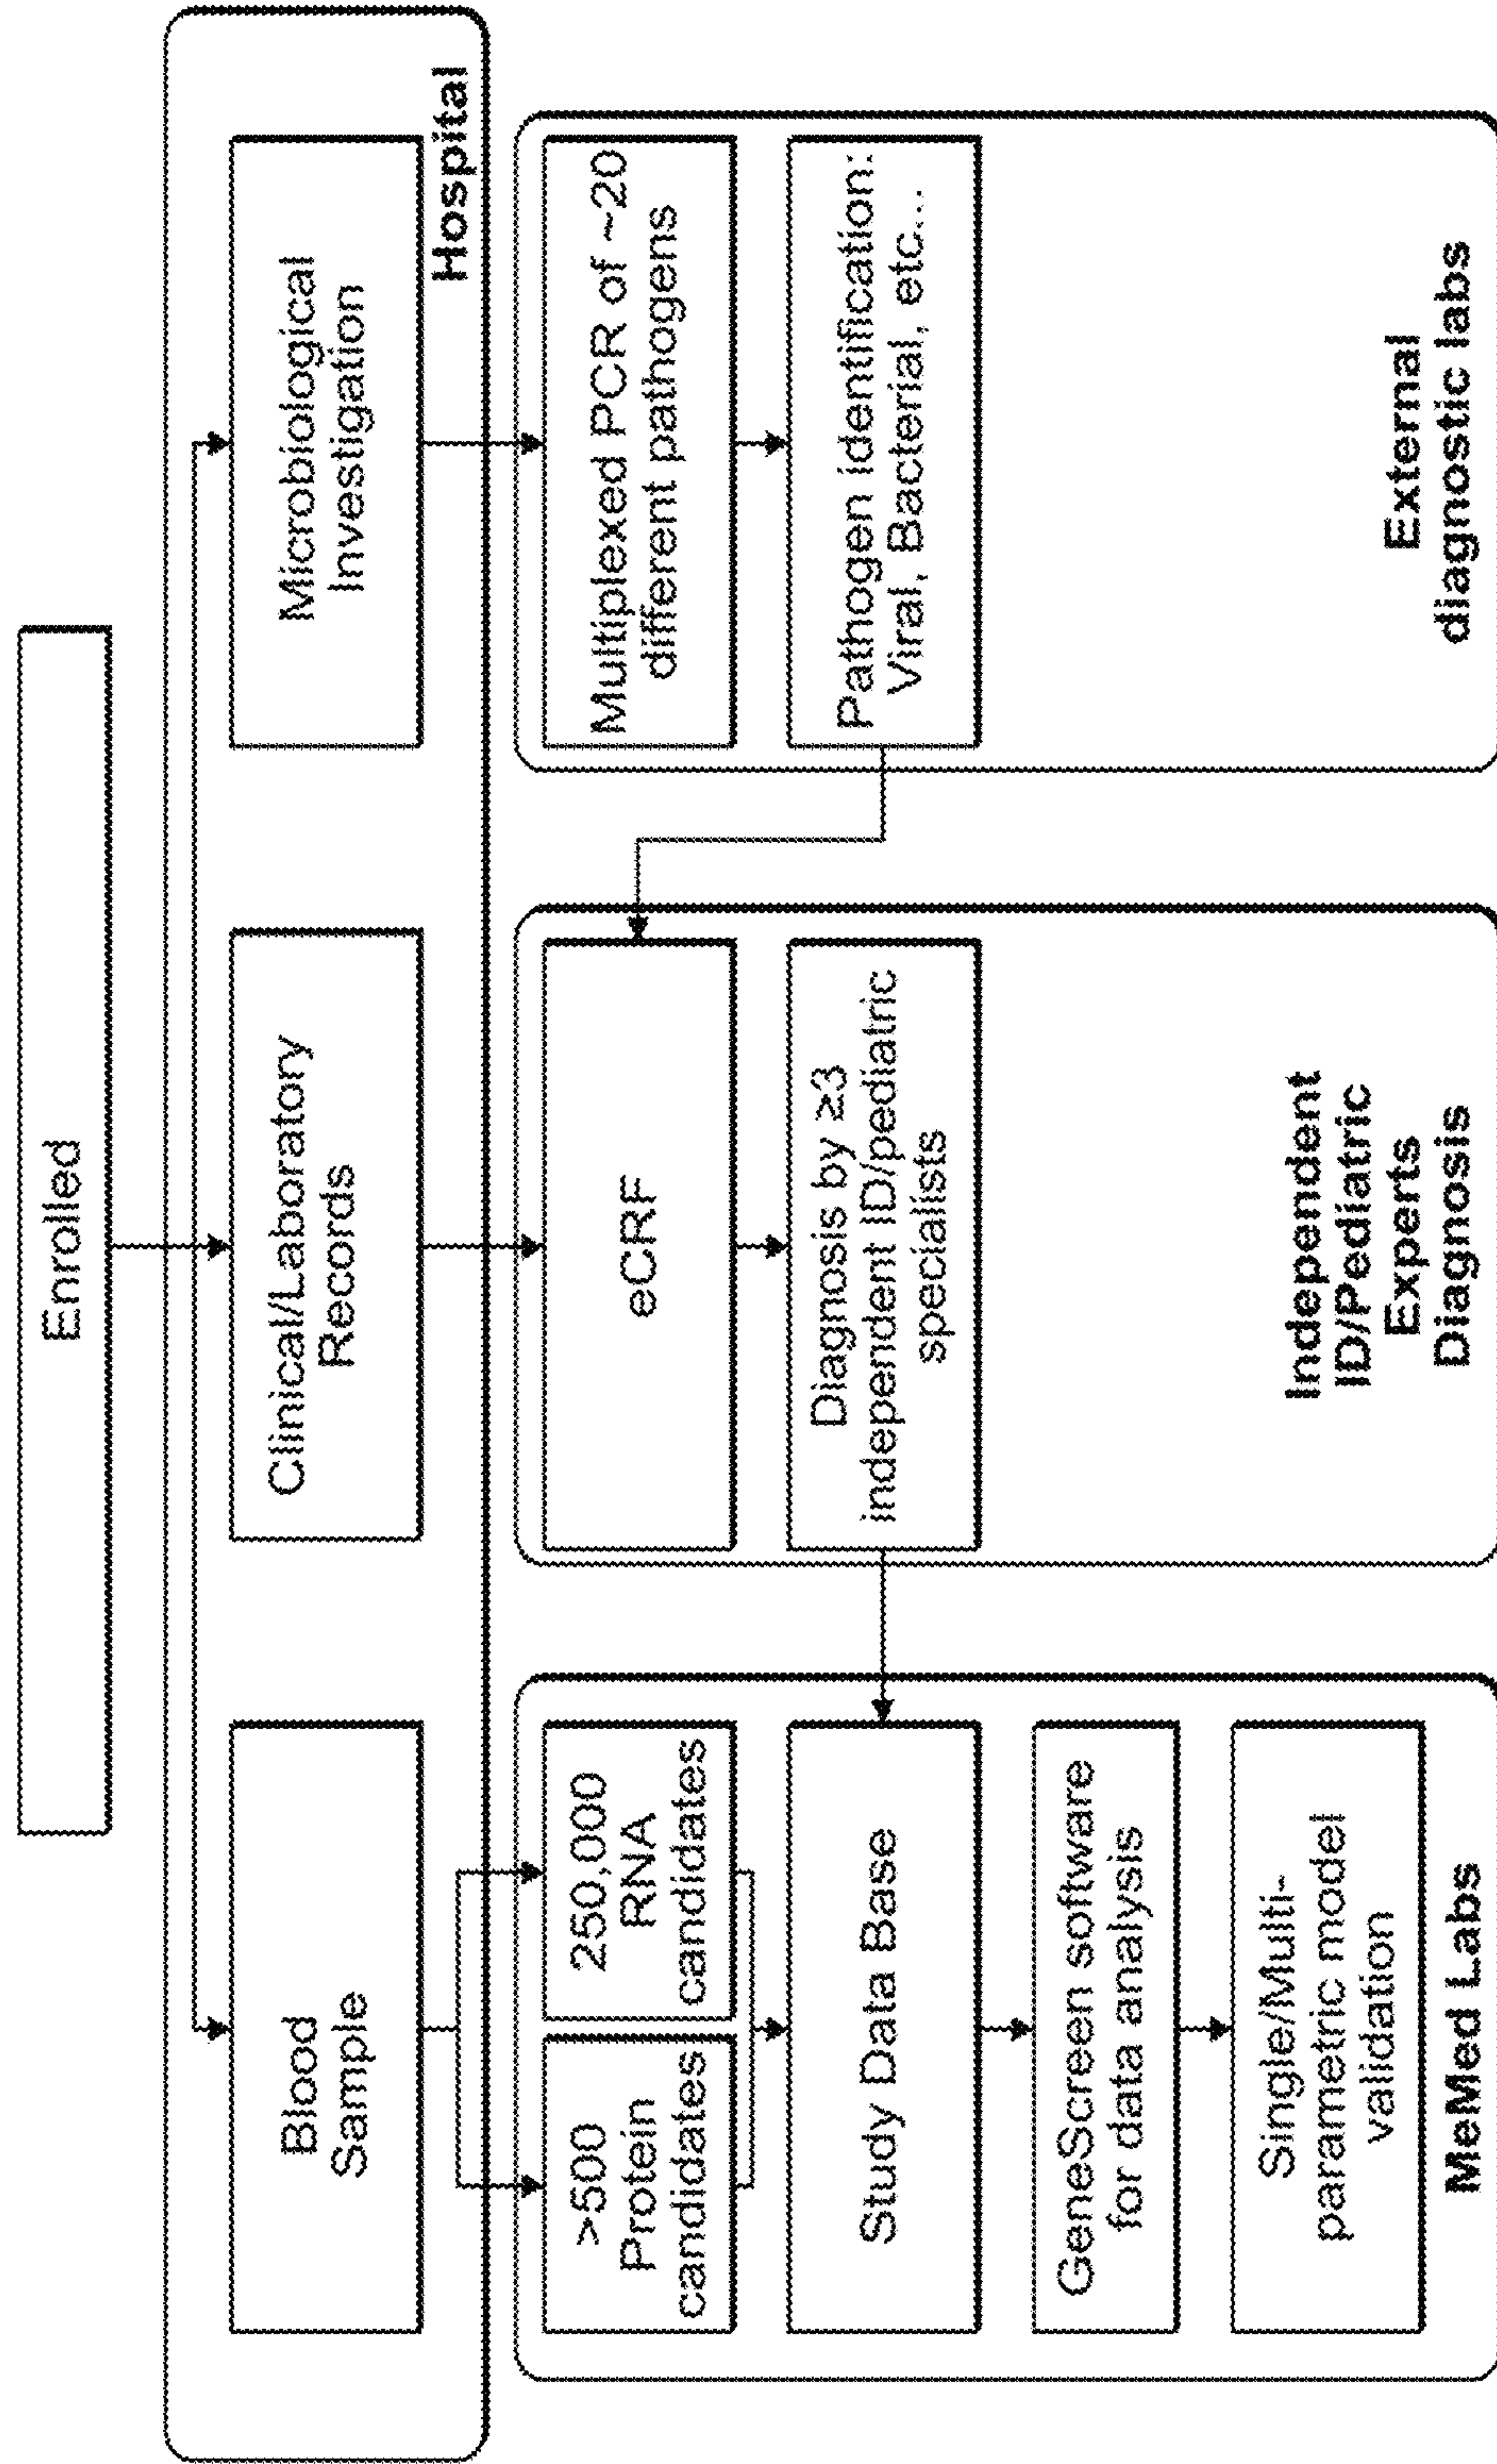 Enrolled
Blood
Sample
Clinical/Laboratory
Records
Microbiological
Investigation
Hospital
>500
Protein
candidates
250,000
RNA
candidates
Study Data Base
GeneScreen software
for data analysis
Single/Multi-
parametric model
validation
MeMed Labs
eCRF
Diagnosis by ≥3
independent ID/pediatric
specialists
Independent
ID/Pediatric
Experts
Diagnosis
Multiplexed PCR of ~20
different pathogens
Pathogen identification:
Viral, Bacterial, etc...
External
diagnostic labs